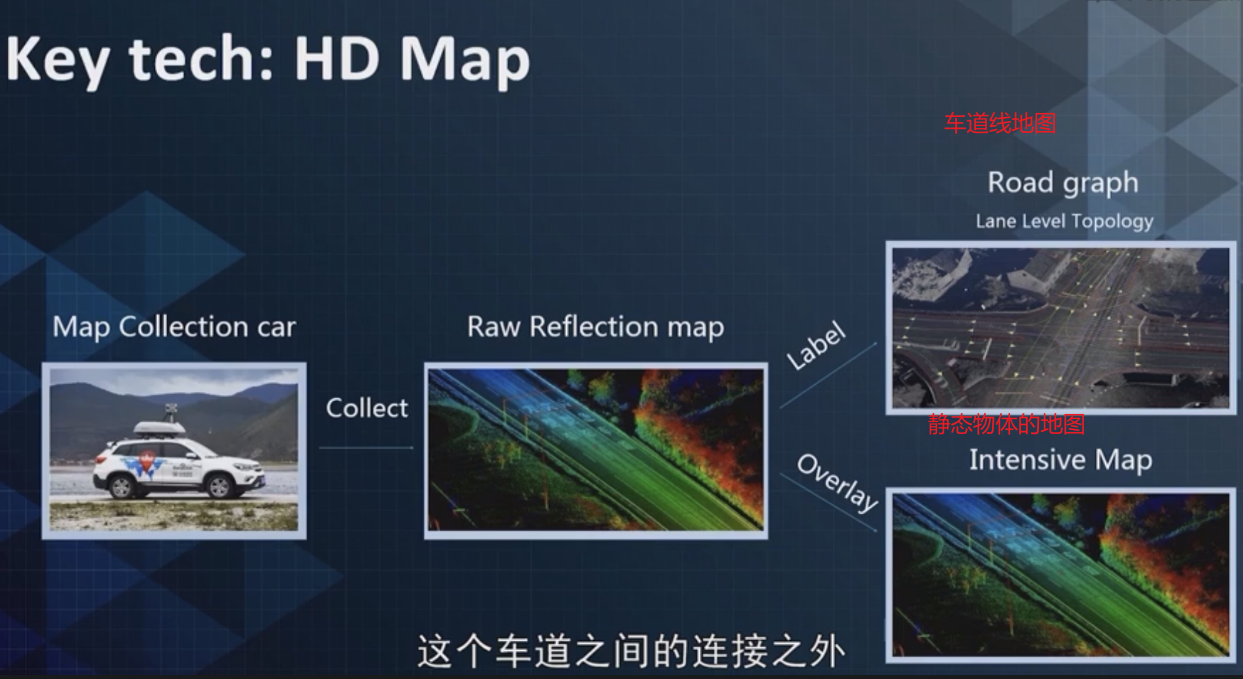 Key tech: HD Map
车道线地图
Road graph
Lane Level Topology
Map Collection car
Collect
Raw Reflection map
Label
Overlay
静态物体的地图
Intensive Map
这个车道之间的连接之外